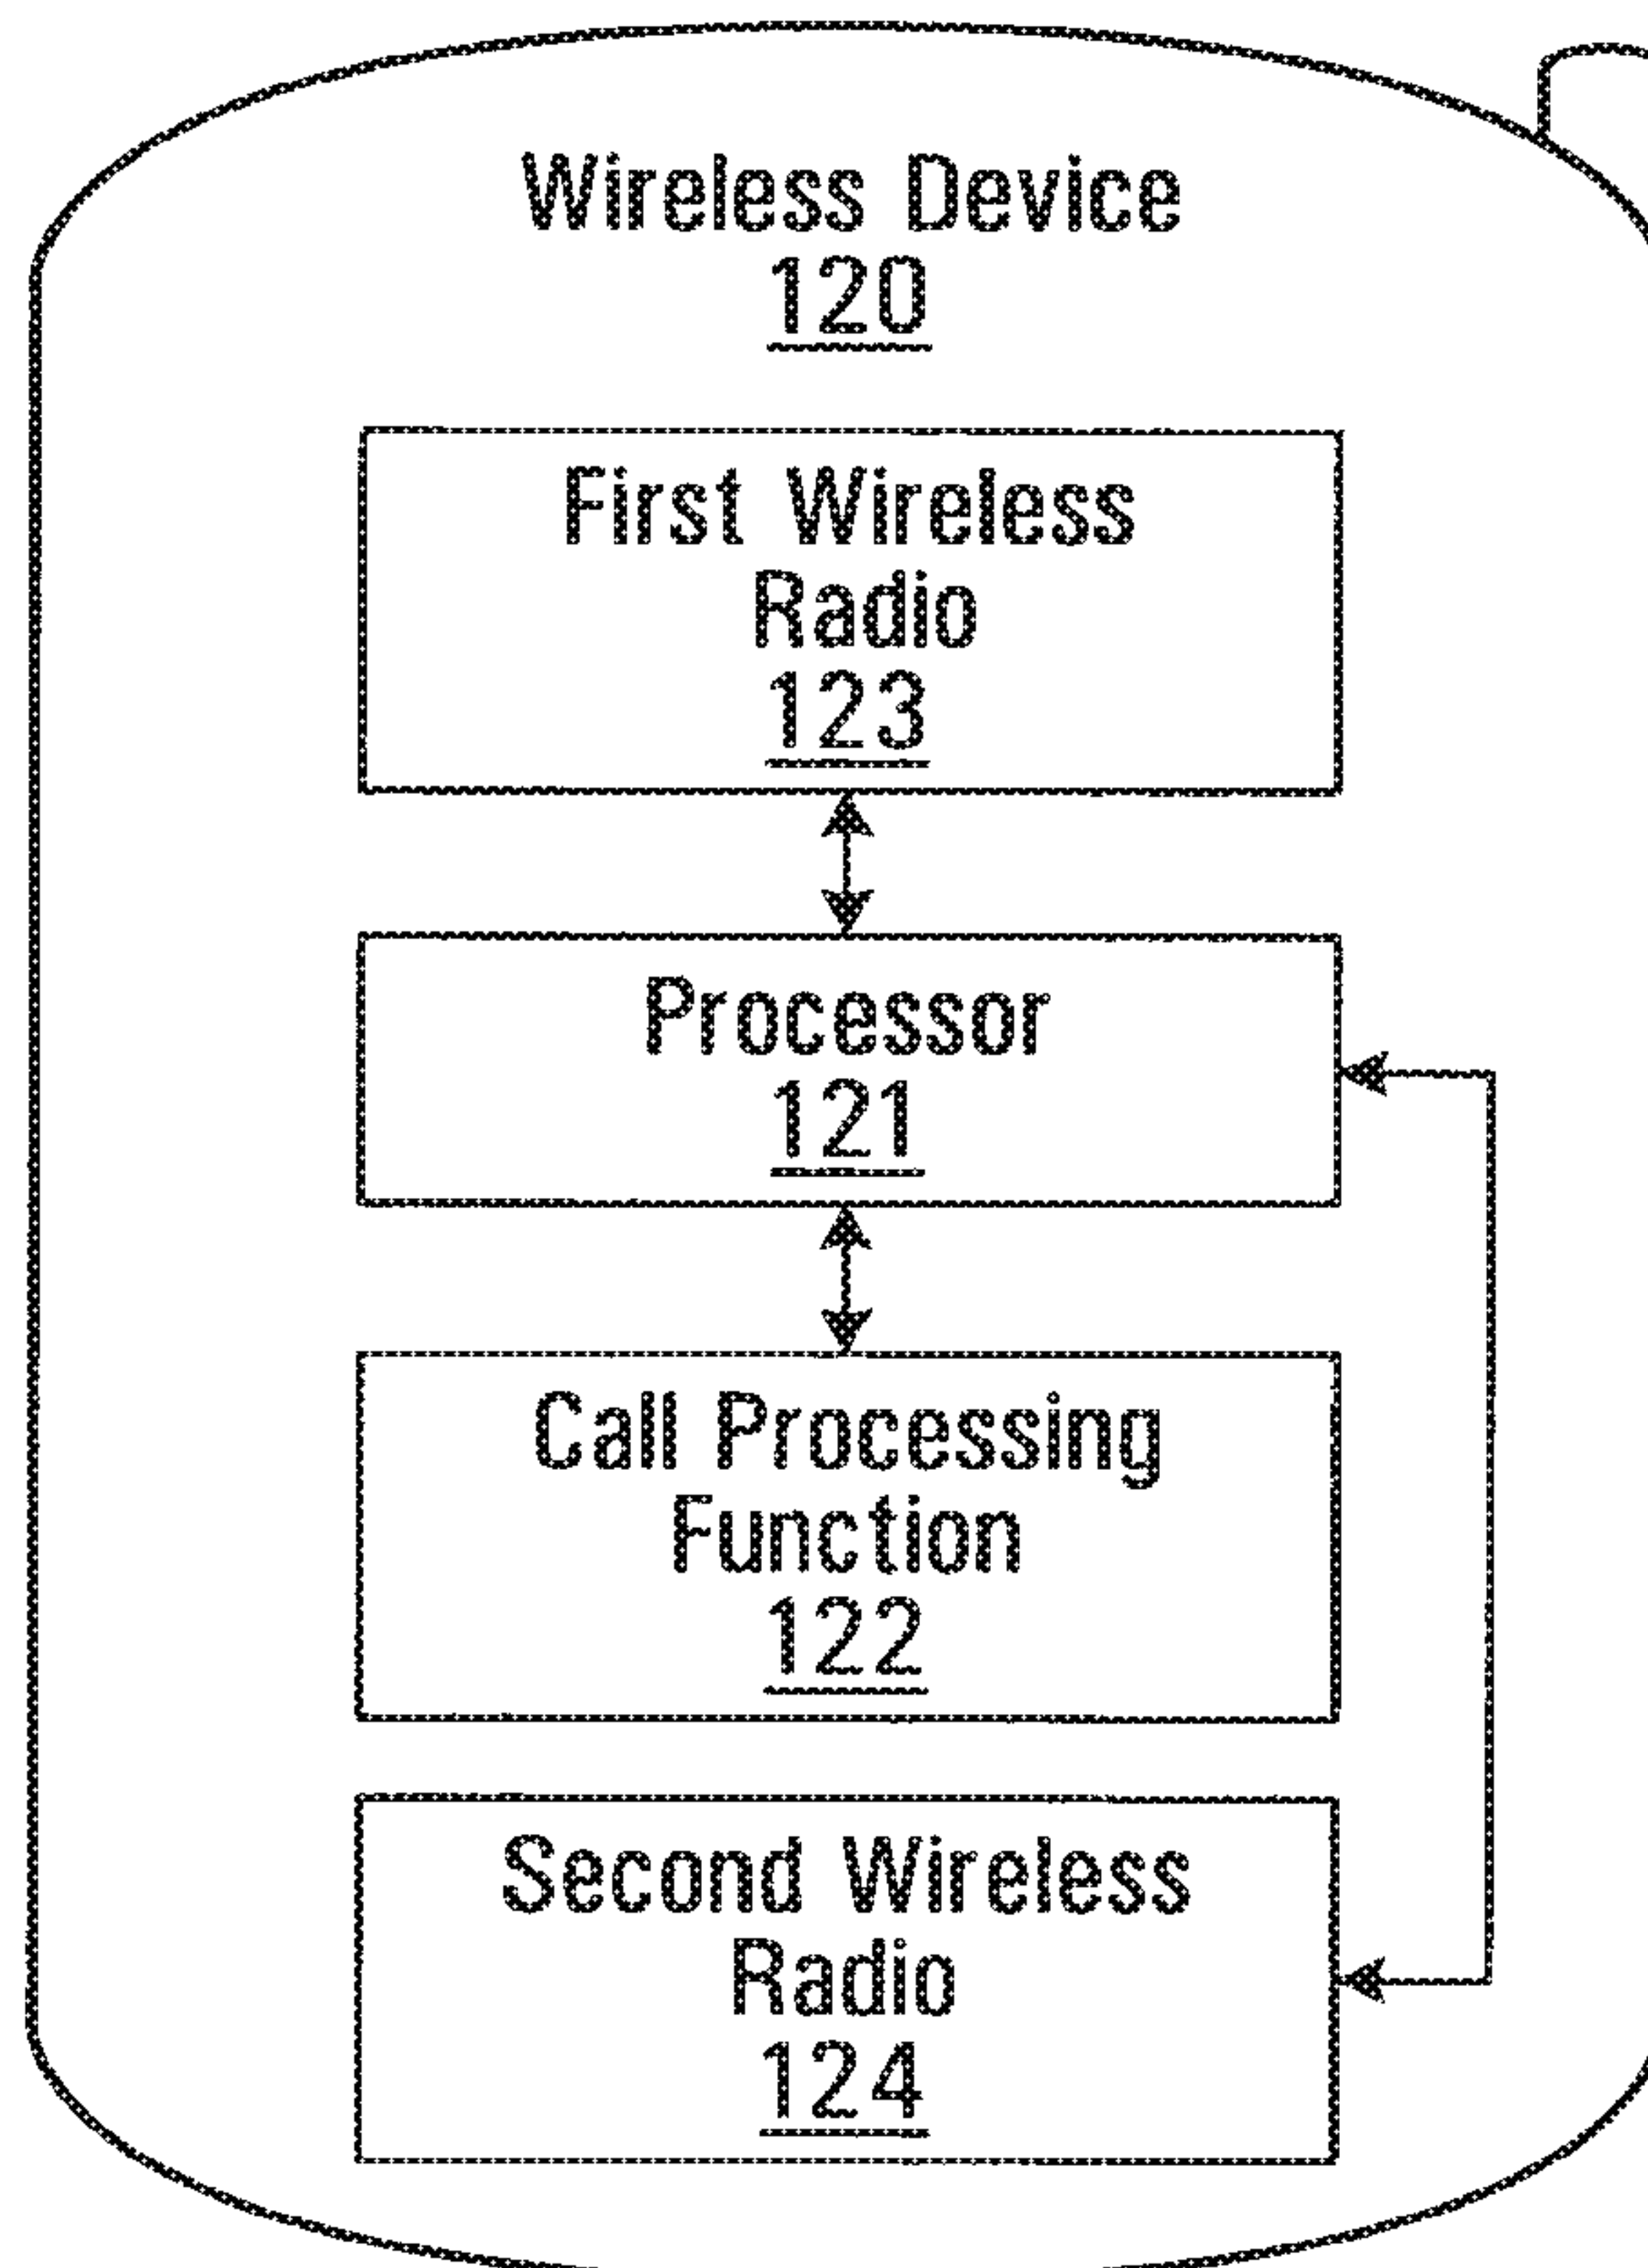 Wireless Device
120
First Wireless
Radio
123
Processor
121
Call Processing
Function
122
Second Wireless
Radio
124